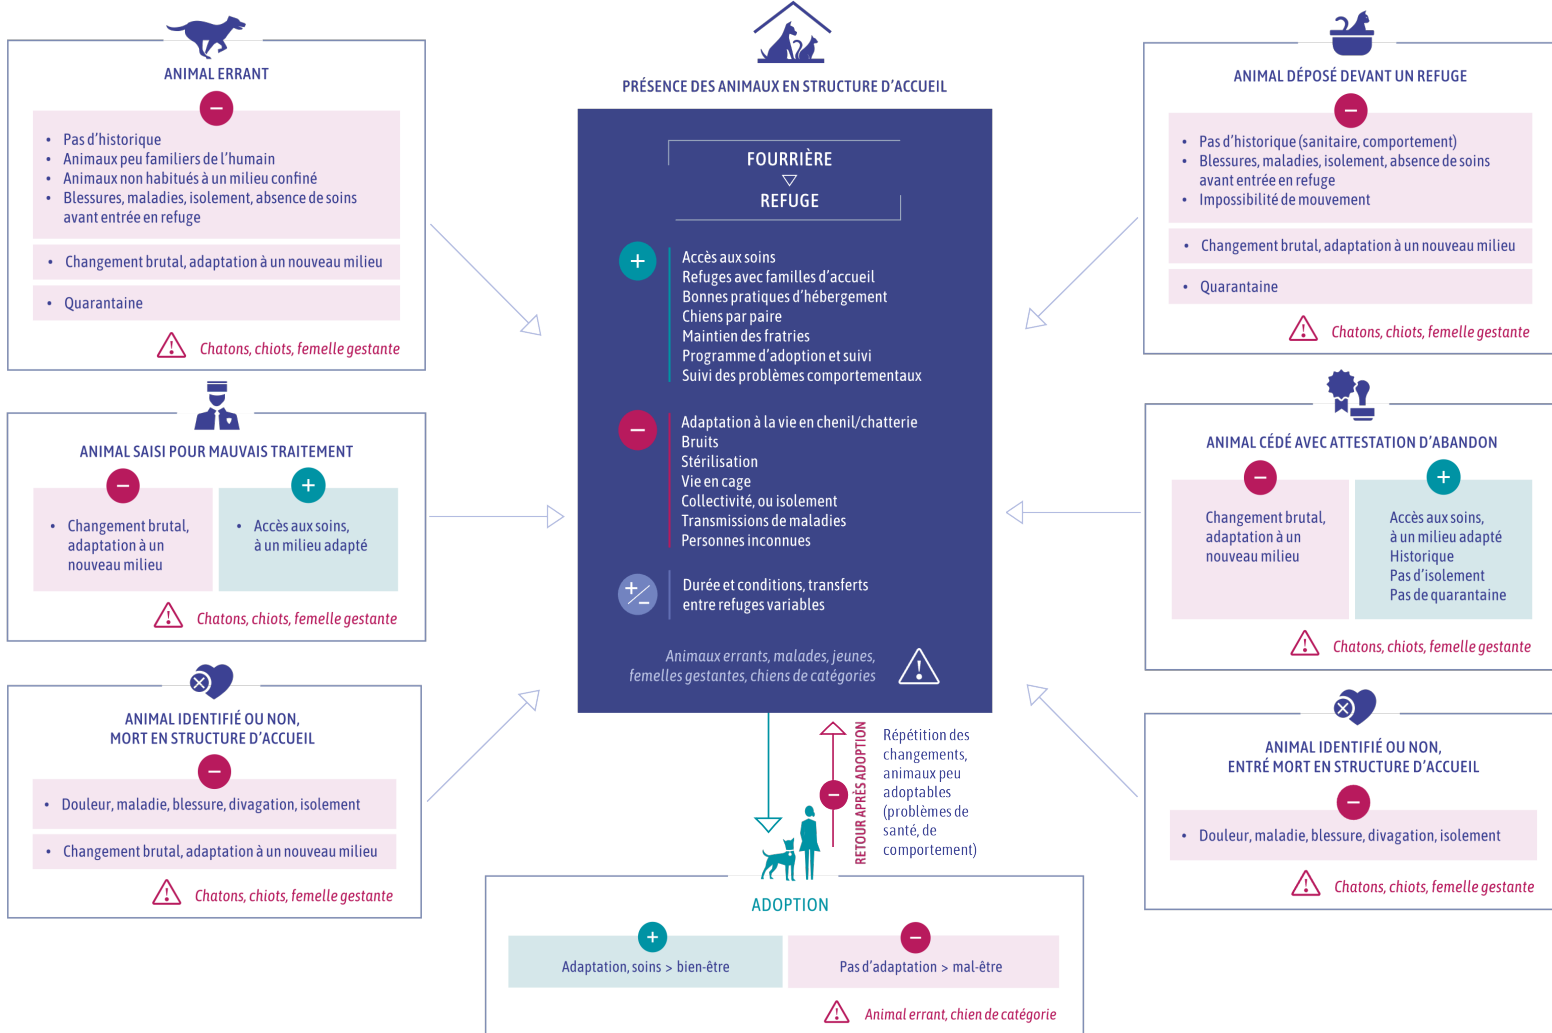 ANIMAL ERRANT
• Pas d'historique
• Animaux peu familiers de l'humain
• Animaux non habitués à un milieu confiné
• Blessures, maladies, isolement, absence de soins
avant entrée en refuge
• Changement brutal, adaptation à un nouveau milieu
• Quarantaine
Chatons, chiots, femelle gestante
ANIMAL SAISI POUR MAUVAIS TRAITEMENT
• Changement brutal,
adaptation à un
nouveau milieu
• Accès aux soins,
à un milieu adapté
Chatons, chiots, femelle gestante
ANIMAL IDENTIFIÉ OU NON,
MORT EN STRUCTURE D'ACCUEIL
• Douleur, maladie, blessure, divagation, isolement
• Changement brutal, adaptation à un nouveau milieu
Chatons, chiots, femelle gestante
PRÉSENCE DES ANIMAUX EN STRUCTURE D'ACCUEIL
FOURRIÈRE
REFUGE
Accès aux soins
Refuges avec familles d'accueil
Bonnes pratiques d'hébergement
Chiens par paire
Maintien des fratries
Programme d'adoption et suivi
Suivi des problèmes comportementaux
Adaptation à la vie en chenil/chatterie
Bruits
Stérilisation
Vie en cage
Collectivité, ou isolement
Transmissions de maladies
Personnes inconnues
Durée et conditions, transferts
entre refuges variables
Animaux errants, malades, jeunes,
femelles gestantes, chiens de catégories
RETOUR APRÈS ADOPTION
Répétition des
changements,
animaux peu
adoptables
(problèmes de
santé, de
comportement)
ADOPTION
Adaptation, soins > bien-être
Pas d'adaptation > mal-être
Animal errant, chien de catégorie
ANIMAL DÉPOSÉ DEVANT UN REFUGE
• Pas d'historique (sanitaire, comportement)
• Blessures, maladies, isolement, absence de soins
avant entrée en refuge
• Impossibilité de mouvement
• Changement brutal, adaptation à un nouveau milieu
• Quarantaine
Chatons, chiots, femelle gestante
ANIMAL CÉDÉ AVEC ATTESTATION D'ABANDON
Changement brutal,
adaptation à un
nouveau milieu
Accès aux soins,
à un milieu adapté
Historique
Pas d'isolement
Pas de quarantaine
Chatons, chiots, femelle gestante
ANIMAL IDENTIFIÉ OU NON,
ENTRÉ MORT EN STRUCTURE D'ACCUEIL
• Douleur, maladie, blessure, divagation, isolement
Chatons, chiots, femelle gestante